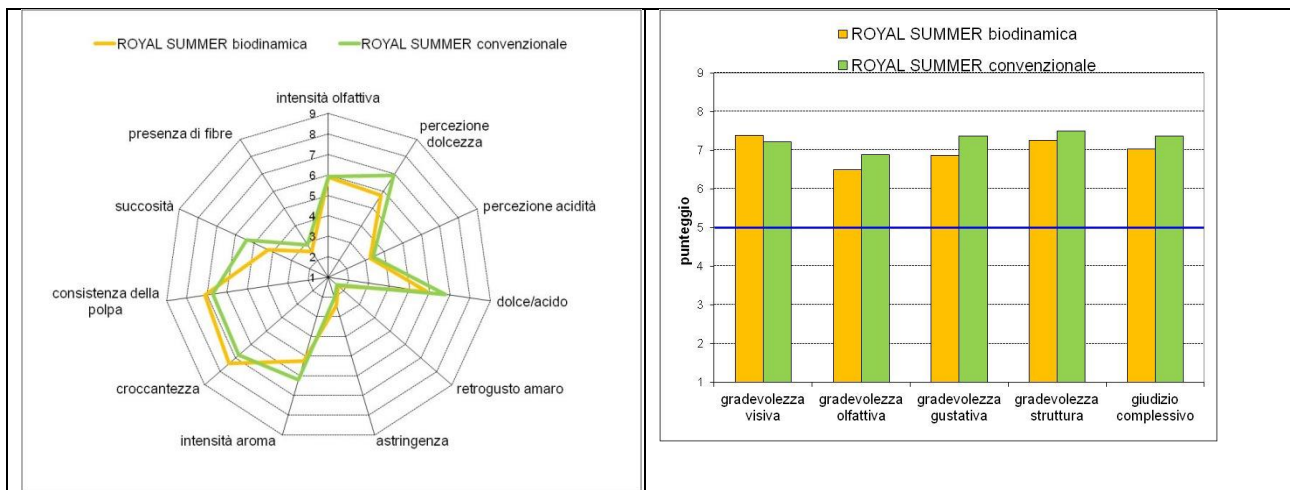 ROYAL SUMMER biodinamica
ROYAL SUMMER convenzionale
intensità olfattiva
percezione
dolcezza
percezione acidità
dolce/acido
retrogusto amaro
astringenza
intensità aroma
croccantezza
consistenza della
polpa
succosità
presenza di fibre
9
8
7
6
5
4
3
2
1
ROYAL SUMMER biodinamica
ROYAL SUMMER convenzionale
punteggio
9
8
7
6
5
4
3
2
1
gradevolezza
visiva
gradevolezza
olfattiva
gradevolezza
gustativa
gradevolezza
struttura
giudizio
complessivo